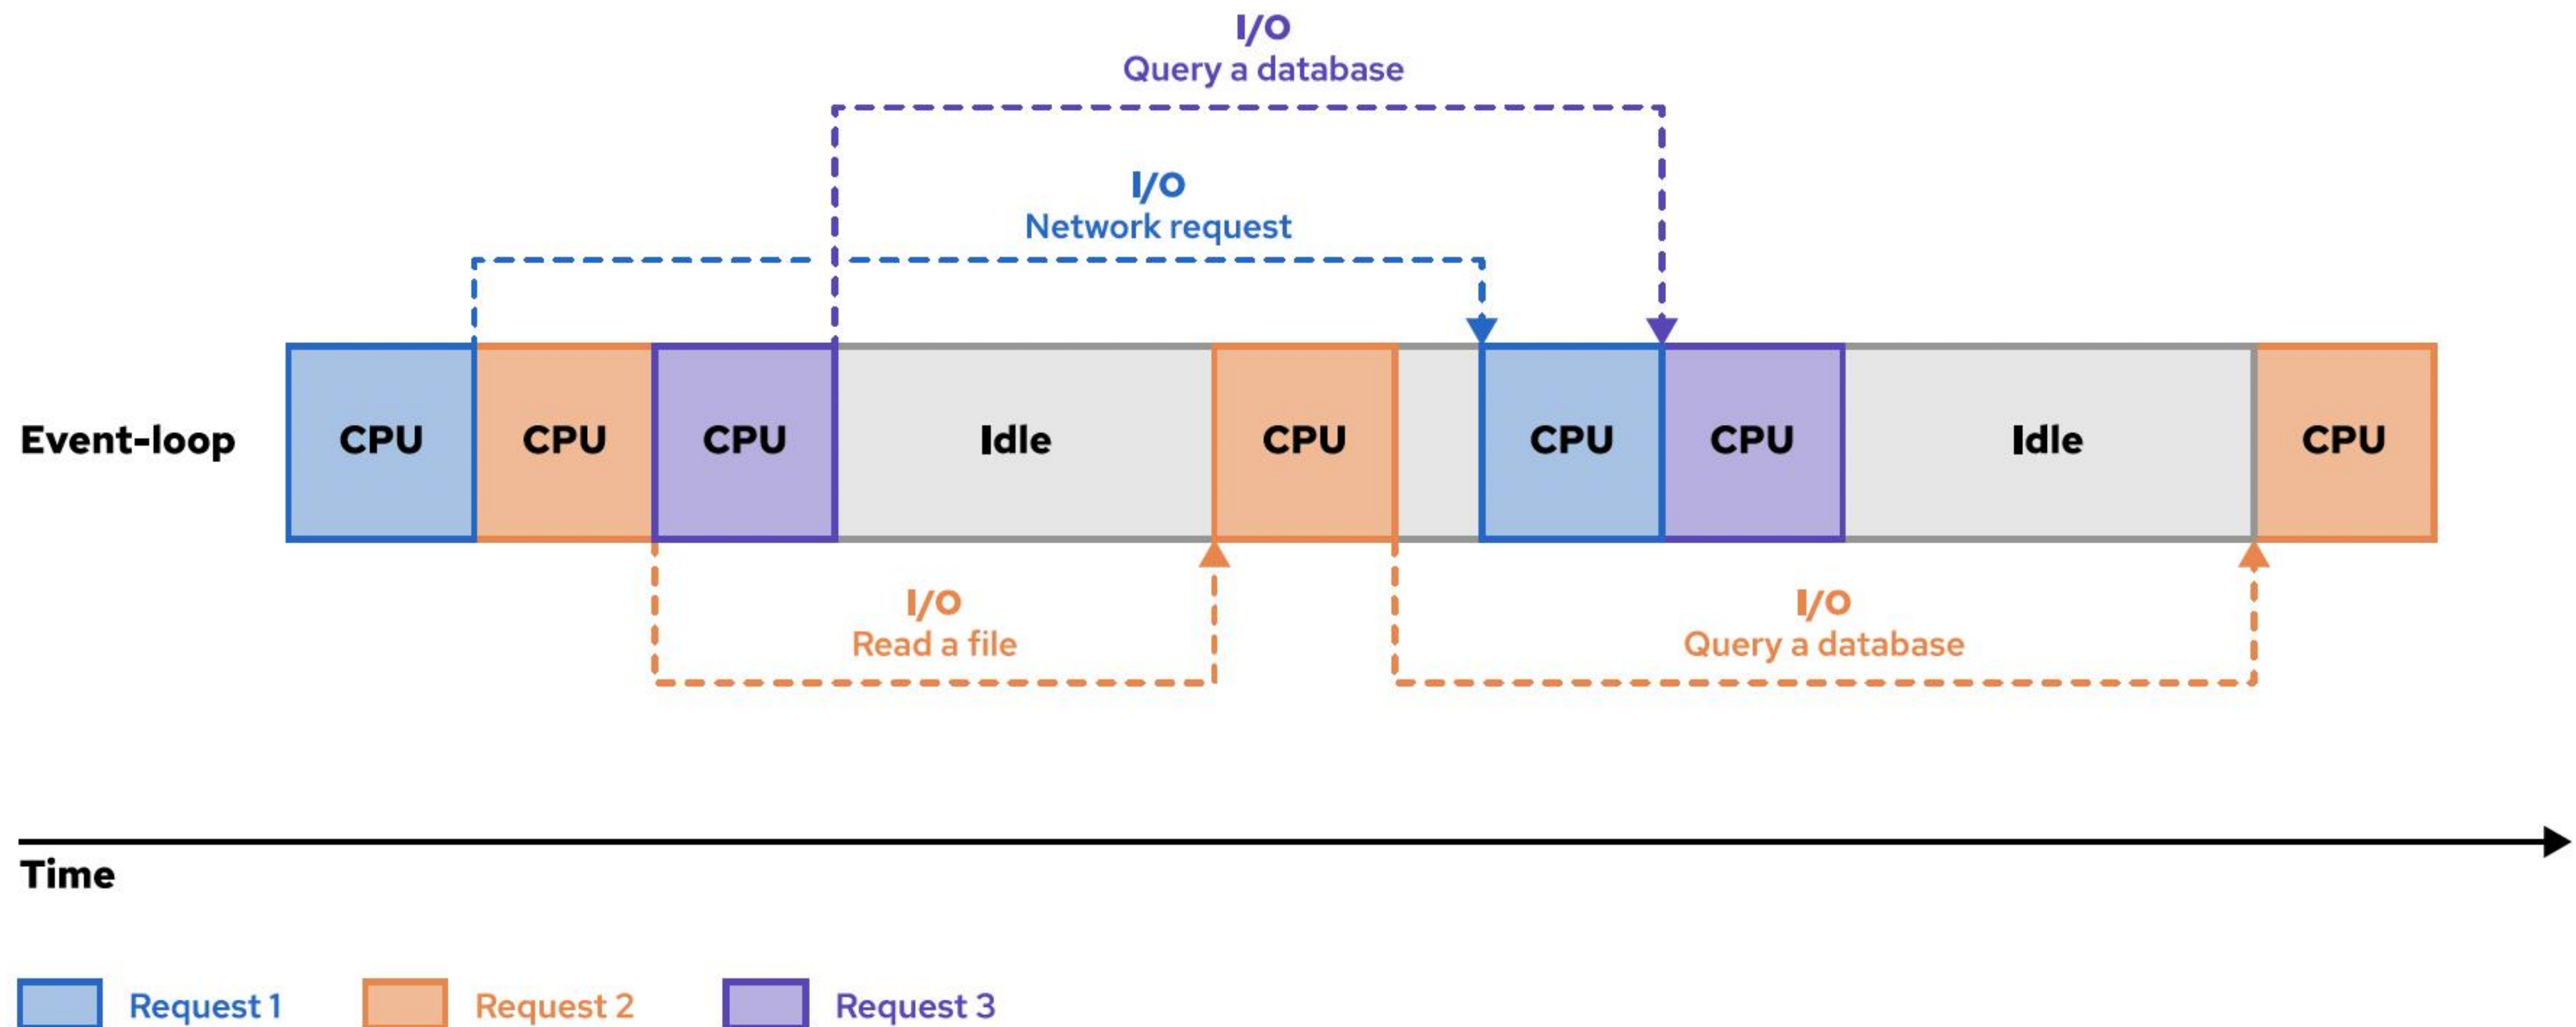 I/O
Query a database
I/O
Network request
Event-loop
CPU
CPU
CPU
Idle
CPU
CPU
CPU
Idle
CPU
I/O
Read a file
I/O
Query a database
Time
Request 1
Request 2
Request 3